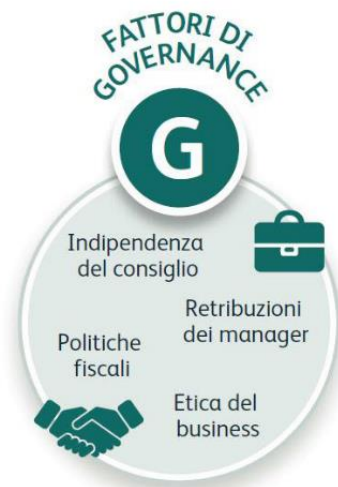 FATTORI DI
GOVERNANCE
G
Indipendenza
del consiglio
Retribuzioni
dei manager
Politiche
fiscali
Etica del
business